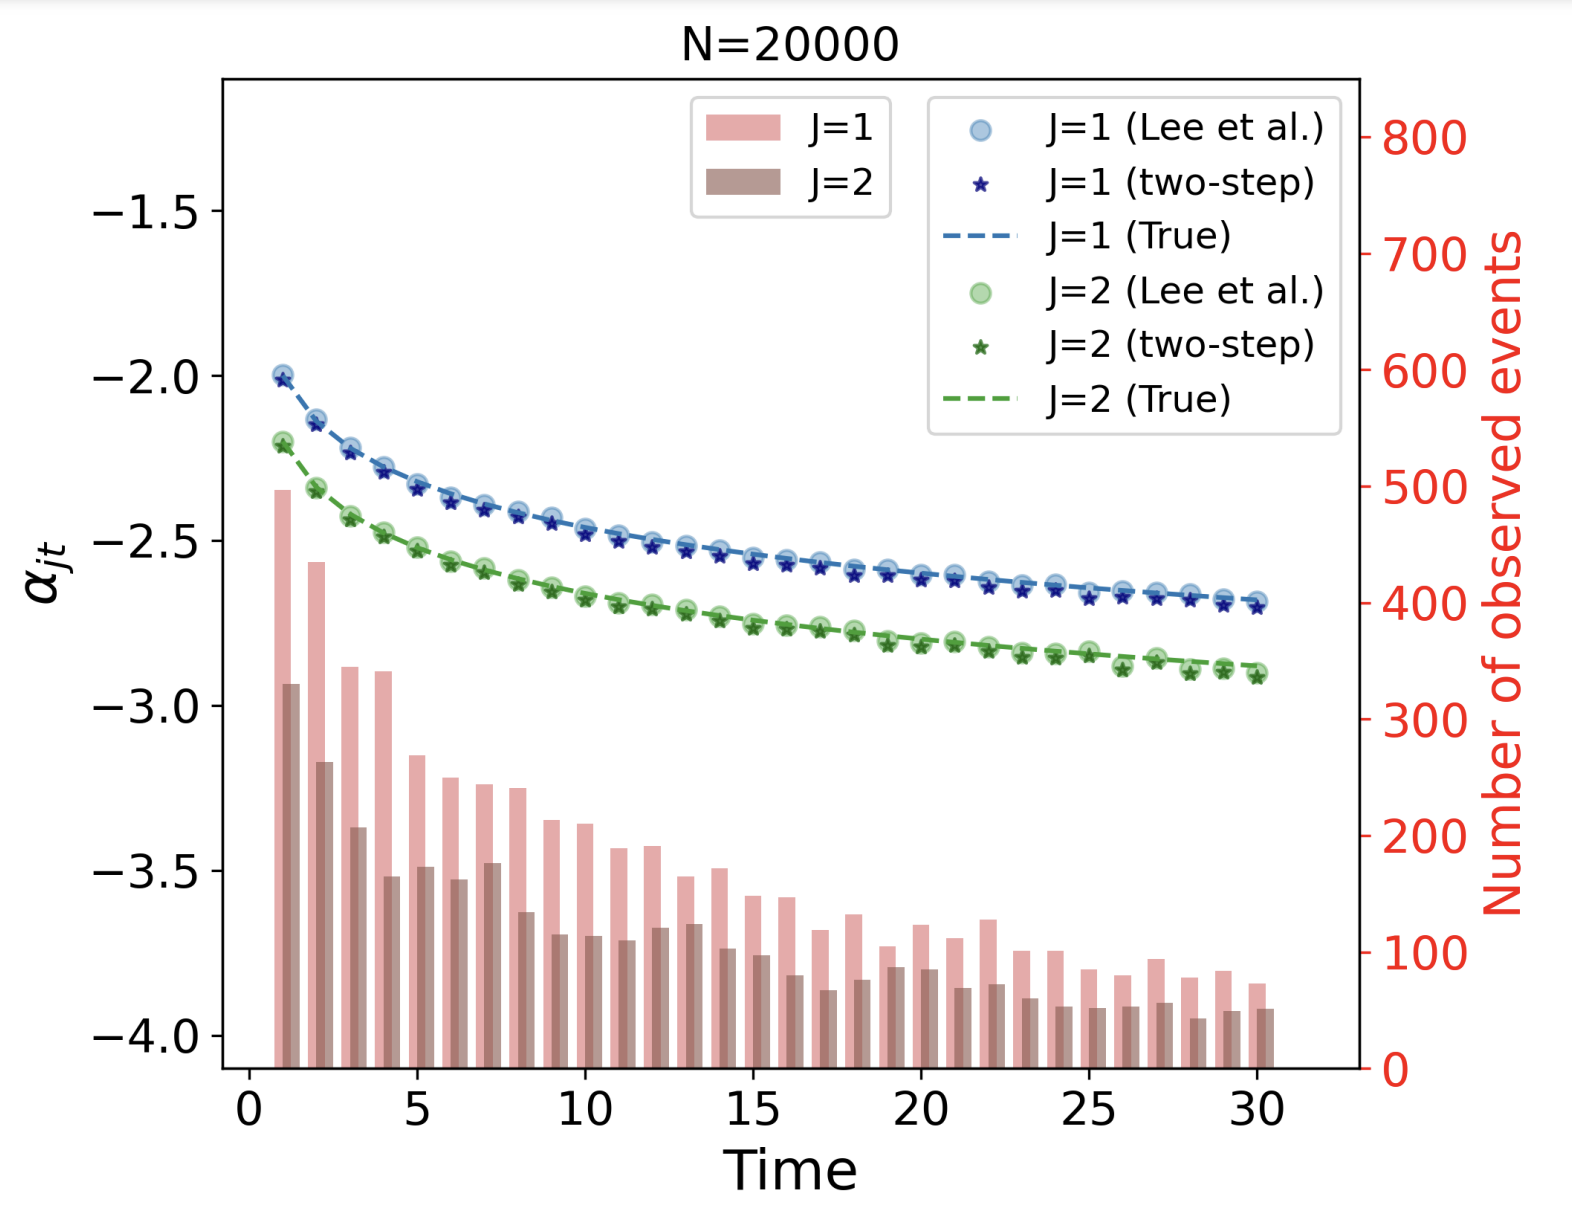 N=20000
J=1
J=2
J=1 (Lee et al.)
J=1 (two-step)
J=1 (True)
J=2 (Lee et al.)
J=2 (two-step)
J=2 (True)
−1.5
−2.0
−2.5
−3.0
−3.5
−4.0
α_jt
800
700
600
500
400
300
200
100
0
Number of observed events
0 5 10 15 20 25 30
Time